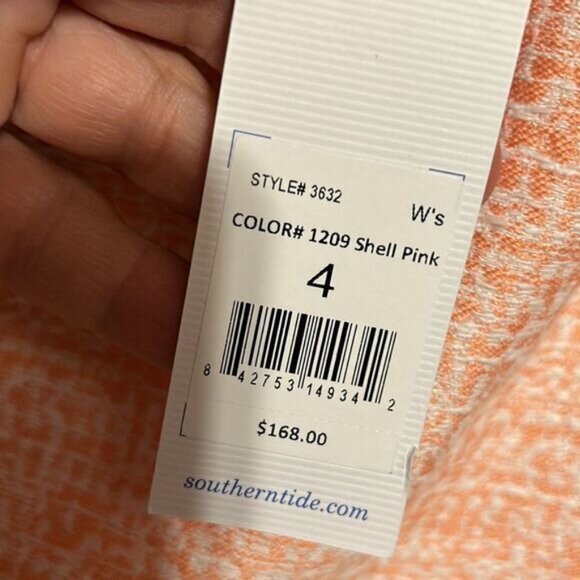 STYLE# 3632
W's
COLOR# 1209 Shell Pink
4
8 42753 14934 2
$168.00
southerntide.com